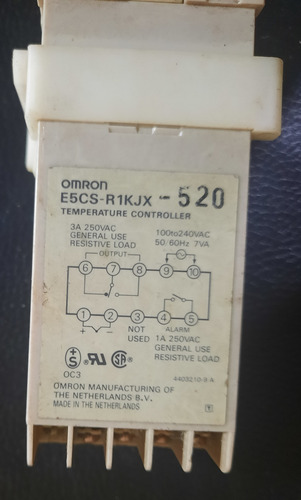 OMRON
E5CS-R1KJX -520
TEMPERATURE CONTROLLER
3A 250VAC
GENERAL USE
RESISTIVE LOAD
100to240VAC
50 60Hz 7VA
OUTPUT
6 7 8 9 10
1 2 3 4 5
+ -
NOT
USED
ALARM
1A 250VAC
GENERAL USE
RESISTIVE LOAD
OC3
4403210-9 A
OMRON MANUFACTURING OF
THE NETHERLANDS B.V.
MADE IN THE NETHERLANDS